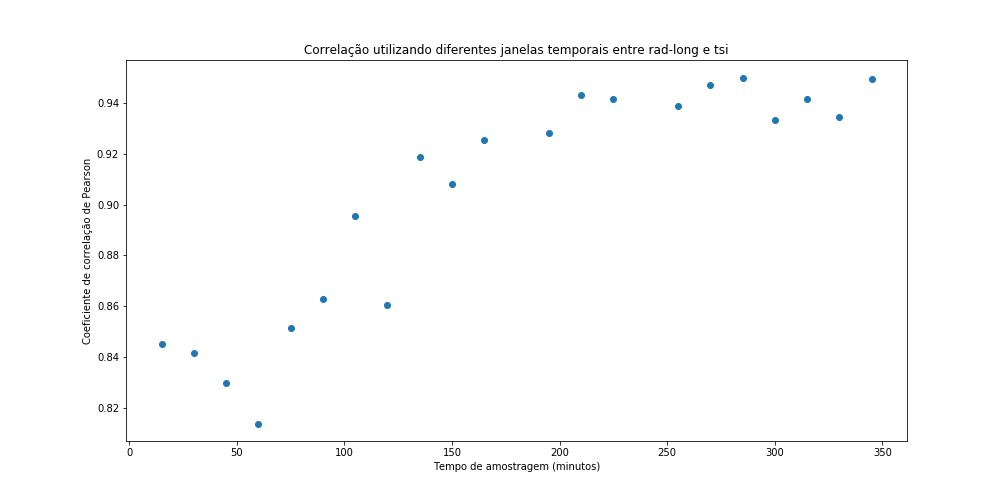 Correlação utilizando diferentes janelas temporais entre rad-long e tsi
Coeficiente de correlação de Pearson
0.94
0.92
0.90
0.88
0.86
0.84
0.82
0 50 100 150 200 250 300 350
Tempo de amostragem (minutos)